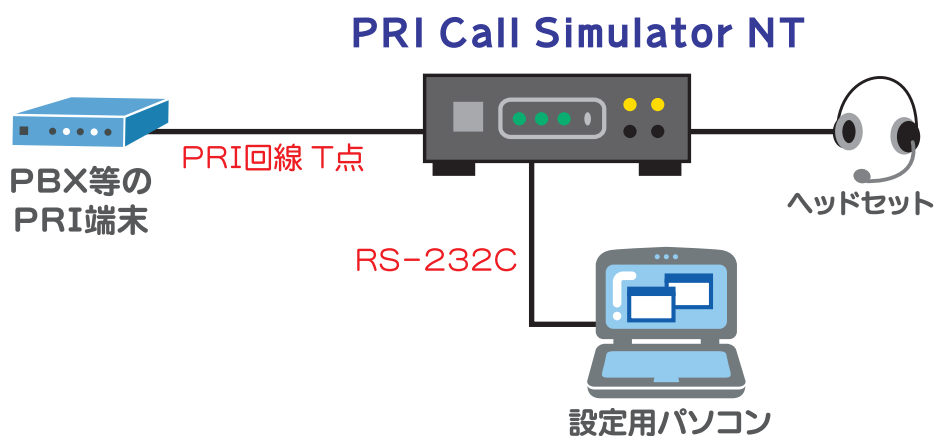 PRI Call Simulator NT
PRI回線 T点
PBX等の
PRI端末
ヘッドセット
RS-232C
設定用パソコン